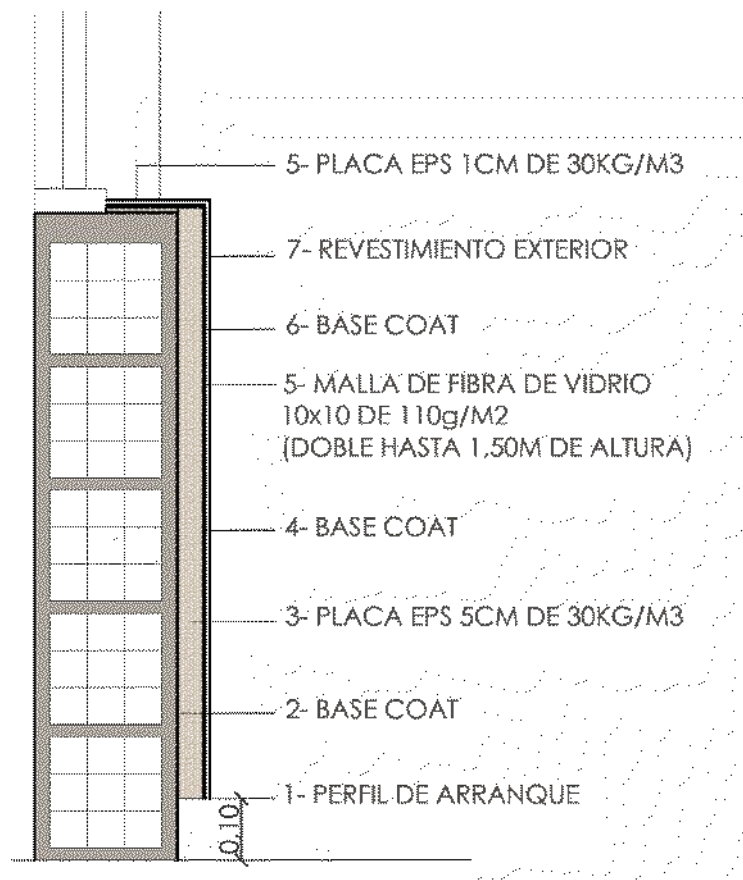 5- PLACA EPS 1CM DE 30KG/M3
7- REVESTIMIENTO EXTERIOR
6- BASE COAT
5- MALLA DE FIBRA DE VIDRIO
10x10 DE 110g/M2
(DOBLE HASTA 1,50M DE ALTURA)
4- BASE COAT
3- PLACA EPS 5CM DE 30KG/M3
2- BASE COAT
1- PERFIL DE ARRANQUE
0,10